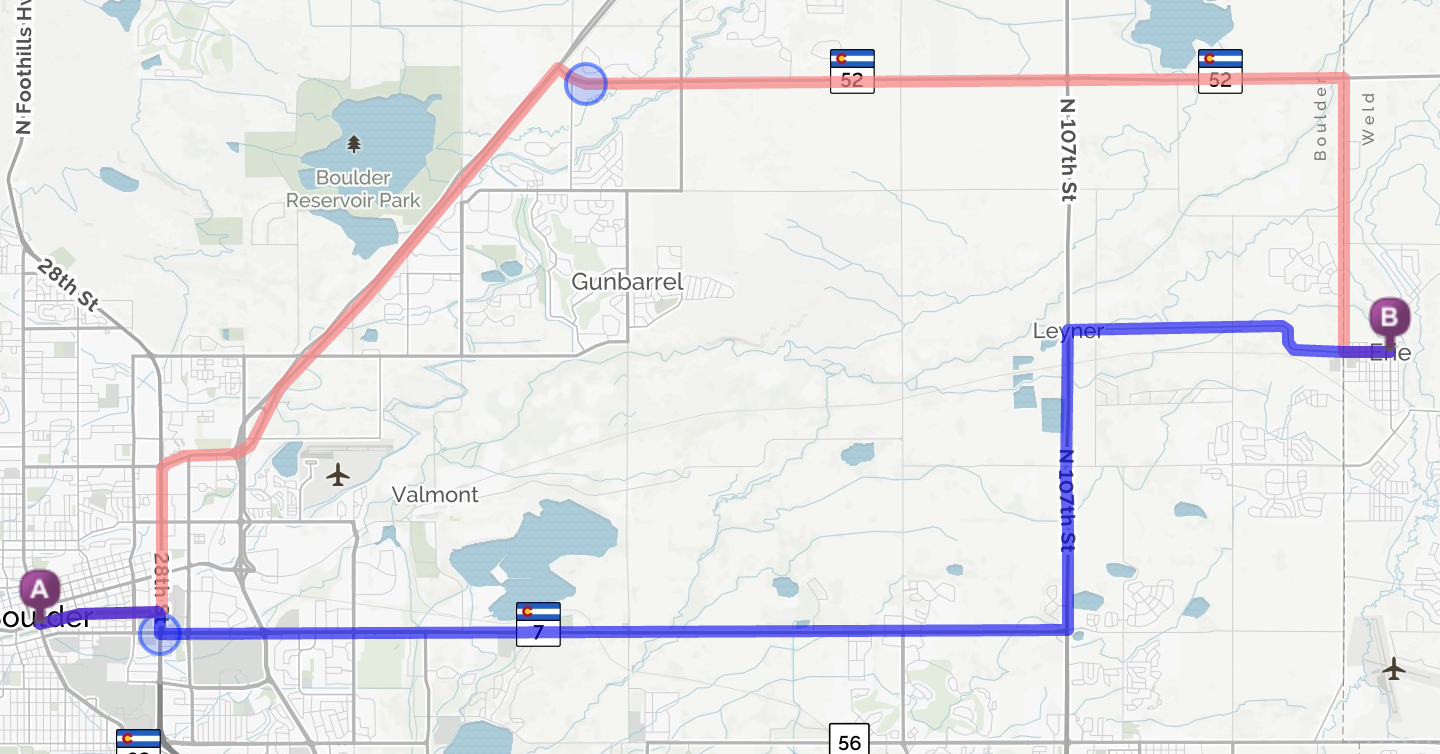 N Foothills Hw
52
52
Boulder
Weld
N 107th St
Boulder
Reservoir Park
28th St
Gunbarrel
B
Leyner
Erie
Valmont
N 107th St
28th St
A
Boulder
7
56